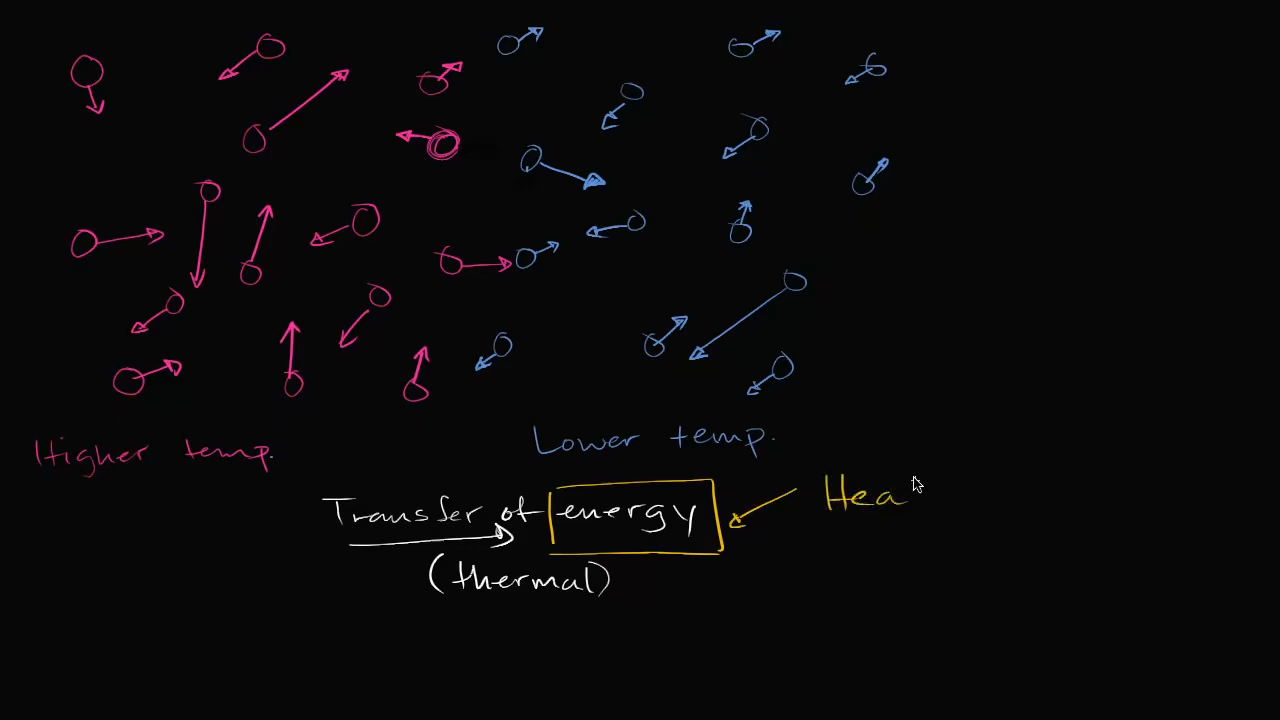 Higher temp.
Lower temp.
Transfer of energy
Hea
(thermal)